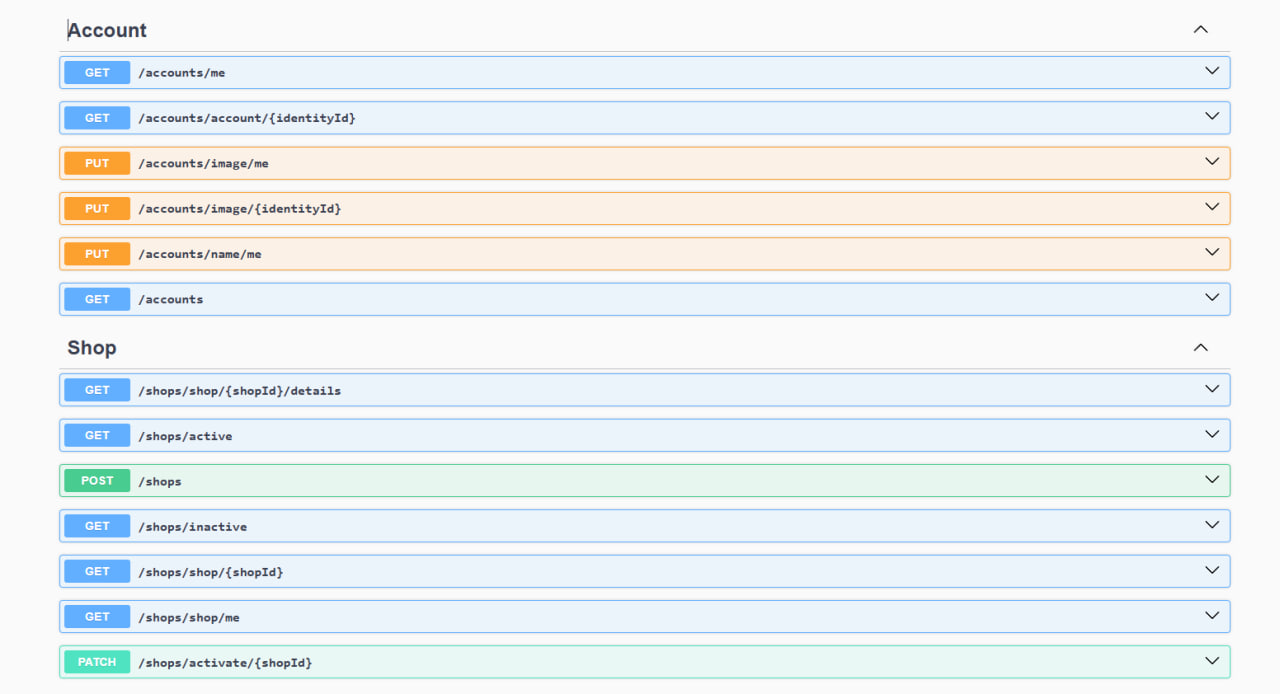 Account
GET /accounts/me
GET /accounts/account/{identityId}
PUT /accounts/image/me
PUT /accounts/image/{identityId}
PUT /accounts/name/me
GET /accounts
Shop
GET /shops/shop/{shopId}/details
GET /shops/active
POST /shops
GET /shops/inactive
GET /shops/shop/{shopId}
GET /shops/shop/me
PATCH /shops/activate/{shopId}